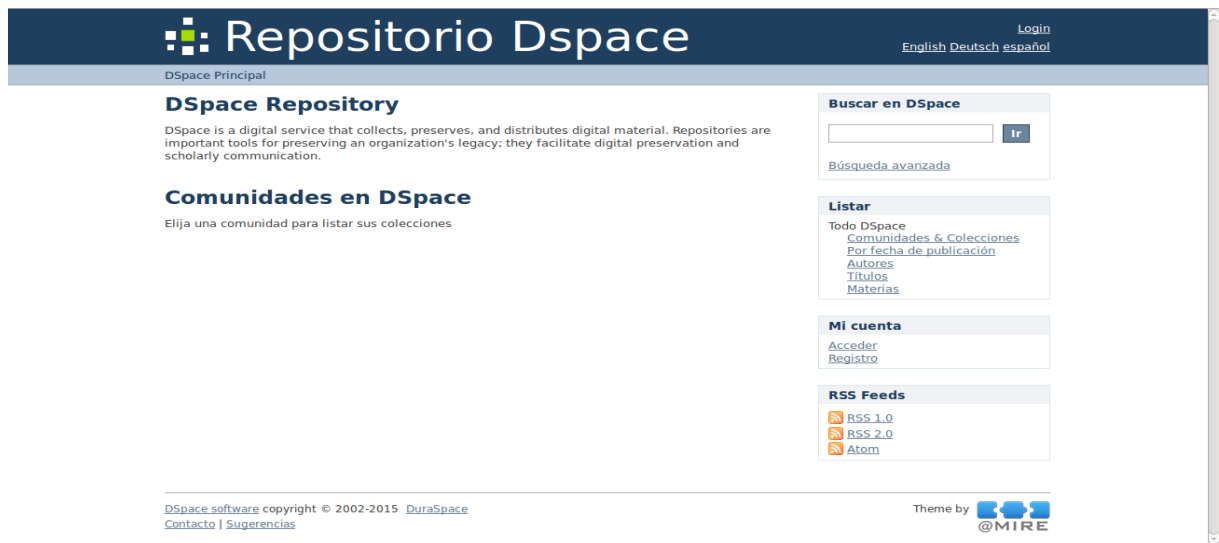 Repositorio Dspace
Login
English Deutsch español
DSpace Principal
DSpace Repository
DSpace is a digital service that collects, preserves, and distributes digital material. Repositories are
important tools for preserving an organization's legacy; they facilitate digital preservation and
scholarly communication.
Comunidades en DSpace
Elija una comunidad para listar sus colecciones
Buscar en DSpace
Ir
Búsqueda avanzada
Listar
Todo DSpace
Comunidades & Colecciones
Por fecha de publicación
Autores
Títulos
Materias
Mi cuenta
Acceder
Registro
RSS Feeds
RSS 1.0
RSS 2.0
Atom
DSpace software copyright © 2002-2015 DuraSpace
Contacto | Sugerencias
Theme by
@MIRE